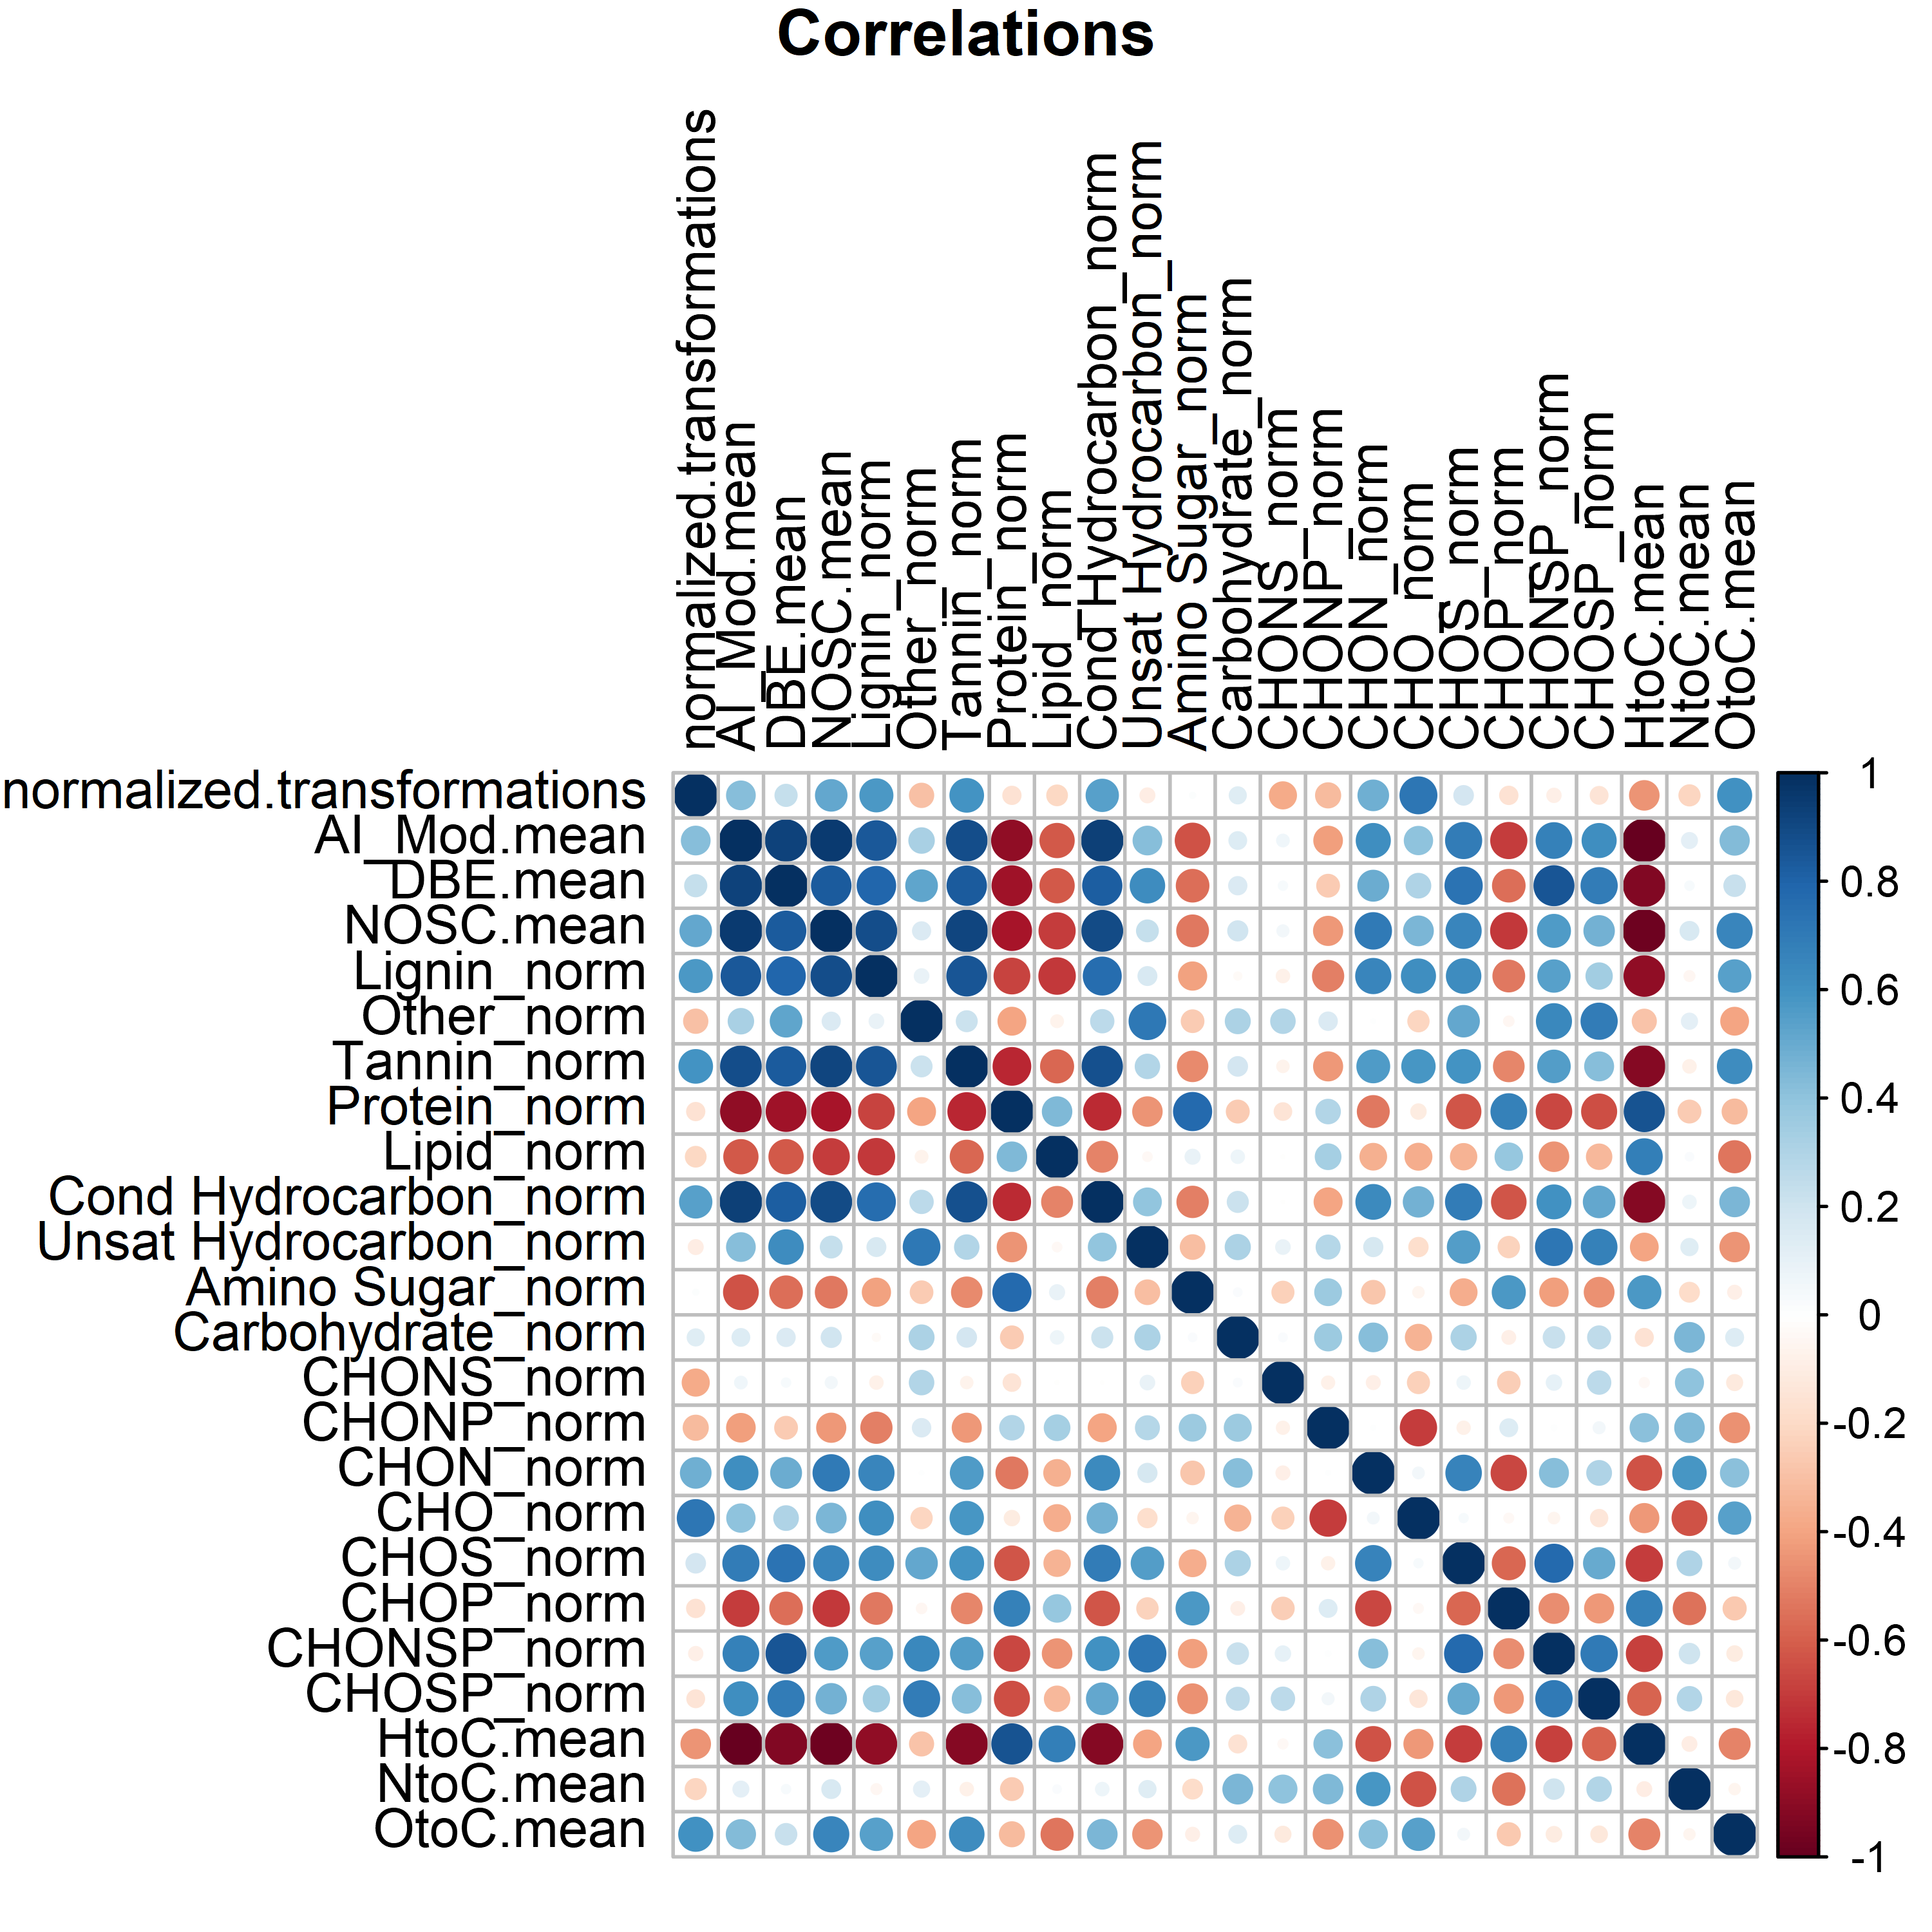 Correlations
normalized.transformations
AI_Mod.mean
DBE.mean
NOSC.mean
Lignin_norm
Other_norm
Tannin_norm
Protein_norm
Lipid_norm
Cond Hydrocarbon_norm
Unsat Hydrocarbon_norm
Amino Sugar_norm
Carbohydrate_norm
CHONS_norm
CHONP_norm
CHON_norm
CHO_norm
CHOS_norm
CHOP_norm
CHONSP_norm
CHOSP_norm
HtoC.mean
NtoC.mean
OtoC.mean
normalized.transformations
AI_Mod.mean
DBE.mean
NOSC.mean
Lignin_norm
Other_norm
Tannin_norm
Protein_norm
Lipid_norm
Cond Hydrocarbon_norm
Unsat Hydrocarbon_norm
Amino Sugar_norm
Carbohydrate_norm
CHONS_norm
CHONP_norm
CHON_norm
CHO_norm
CHOS_norm
CHOP_norm
CHONSP_norm
CHOSP_norm
HtoC.mean
NtoC.mean
OtoC.mean
1
0.8
0.6
0.4
0.2
0
-0.2
-0.4
-0.6
-0.8
-1